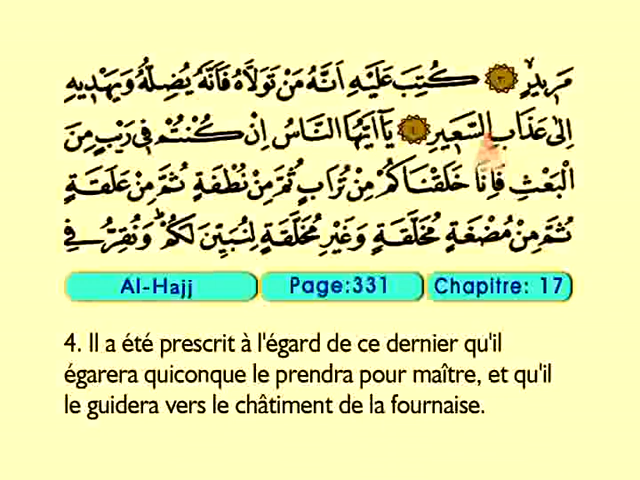 مَرِيدٍ ٣ كُتِبَ عَلَيْهِ أَنَّهُ مَنْ تَوَلَّاهُ فَأَنَّهُ يُضِلُّهُ وَيَهْدِيهِ
إِلَىٰ عَذَابِ السَّعِيرِ ٤ يَا أَيُّهَا النَّاسُ إِنْ كُنْتُمْ فِي رَيْبٍ مِنَ
الْبَعْثِ فَإِنَّا خَلَقْنَاكُمْ مِنْ تُرَابٍ ثُمَّ مِنْ نُطْفَةٍ ثُمَّ مِنْ عَلَقَةٍ
ثُمَّ مِنْ مُضْغَةٍ مُخَلَّقَةٍ وَغَيْرِ مُخَلَّقَةٍ لِنُبَيِّنَ لَكُمْ وَنُقِرُّ فِي
Al-Hajj Page:331 Chapitre: 17
4. Il a été prescrit à l'égard de ce dernier qu'il
égarera quiconque le prendra pour maître, et qu'il
le guidera vers le châtiment de la fournaise.